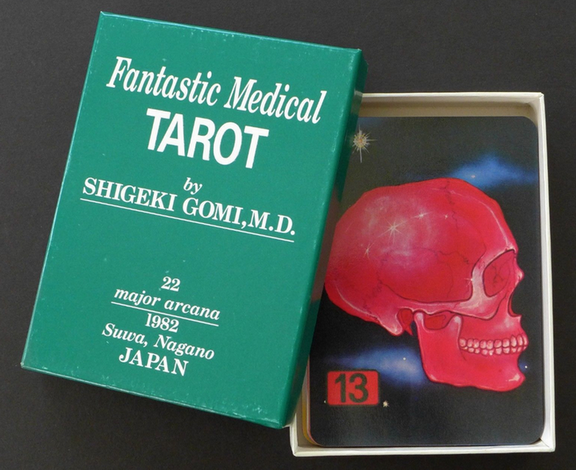 Fantastic Medical
TAROT
by
SHIGEKI GOMI,M.D.
22
major arcana
1982
Suwa, Nagano
JAPAN
13